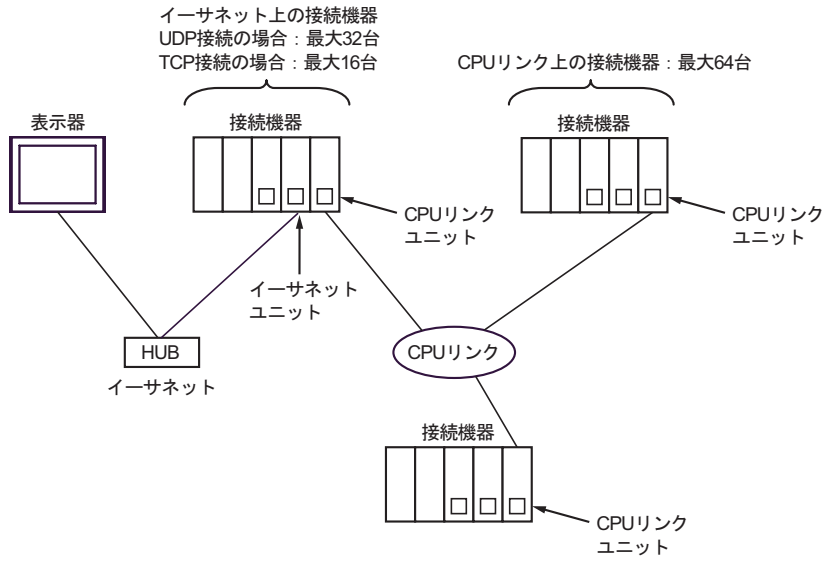 イーサネット上の接続機器
UDP接続の場合：最大32台
TCP接続の場合：最大16台
CPUリンク上の接続機器：最大64台
表示器
接続機器
接続機器
CPUリンク
ユニット
CPUリンク
ユニット
イーサネット
ユニット
HUB
イーサネット
CPUリンク
接続機器
CPUリンク
ユニット